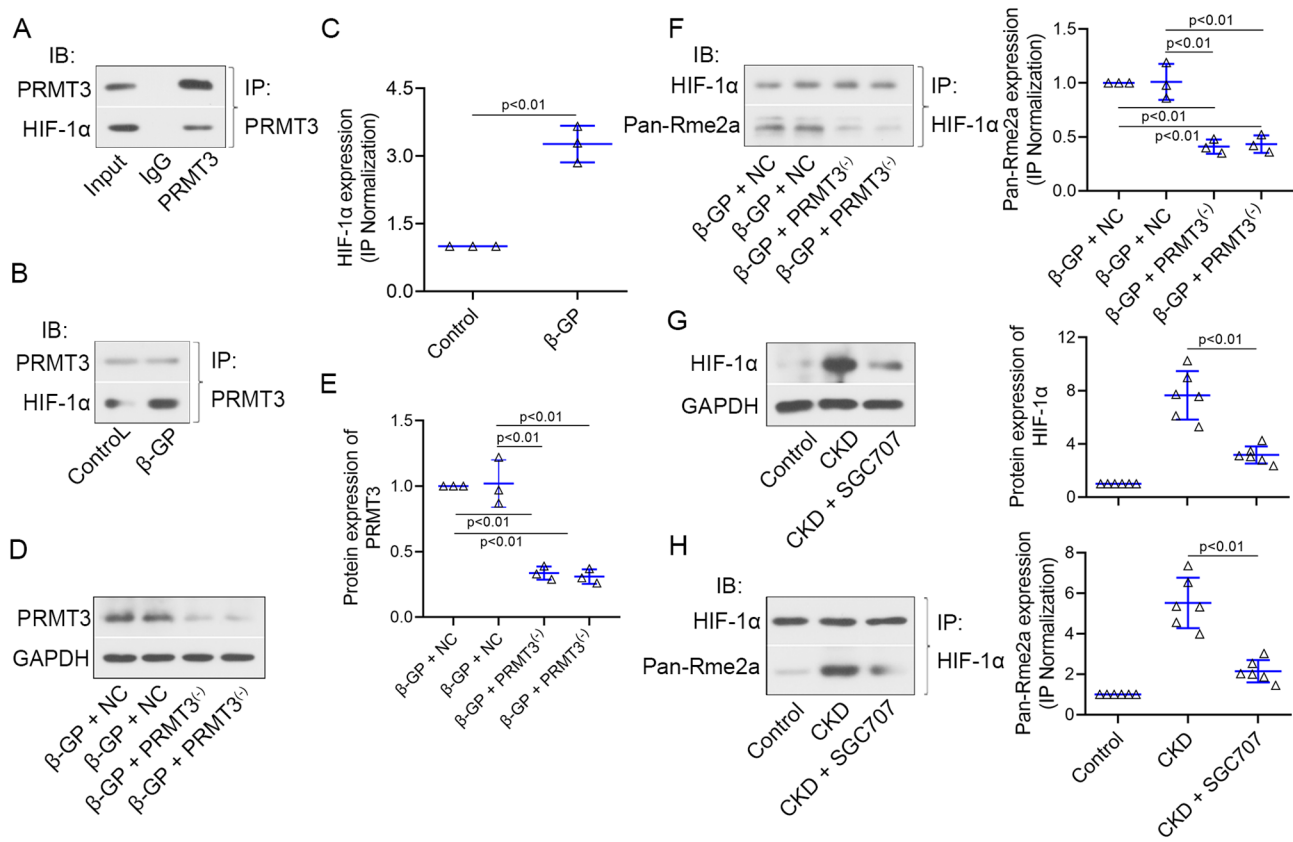 A
IB:
PRMT3
HIF-1α
IP:
PRMT3
Input
IgG
PRMT3
B
IB:
PRMT3
HIF-1α
IP:
PRMT3
ControL
β-GP
C
HIF-1α expression
(IP Normalization)
4.5
3.0
1.5
0.0
p<0.01
Control
β-GP
D
PRMT3
GAPDH
β-GP + NC
β-GP + NC
β-GP + PRMT3(-)
β-GP + PRMT3(-)
E
Protein expression of
PRMT3
1.5
1.0
0.5
0.0
p<0.01
p<0.01
p<0.01
p<0.01
β-GP + NC
β-GP + NC
β-GP + PRMT3(-)
β-GP + PRMT3(-)
F
IB:
HIF-1α
Pan-Rme2a
IP:
HIF-1α
β-GP + NC
β-GP + NC
β-GP + PRMT3(-)
β-GP + PRMT3(-)
Pan-Rme2a expression
(IP Normalization)
1.5
1.0
0.5
0.0
p<0.01
p<0.01
p<0.01
p<0.01
β-GP + NC
β-GP + NC
β-GP + PRMT3(-)
β-GP + PRMT3(-)
G
HIF-1α
GAPDH
Control
CKD
CKD + SGC707
Protein expression of
HIF-1α
12
8
4
0
p<0.01
H
IB:
HIF-1α
Pan-Rme2a
IP:
HIF-1α
Control
CKD
CKD + SGC707
Pan-Rme2a expression
(IP Normalization)
8
6
4
2
0
p<0.01
Control
CKD
CKD + SGC707